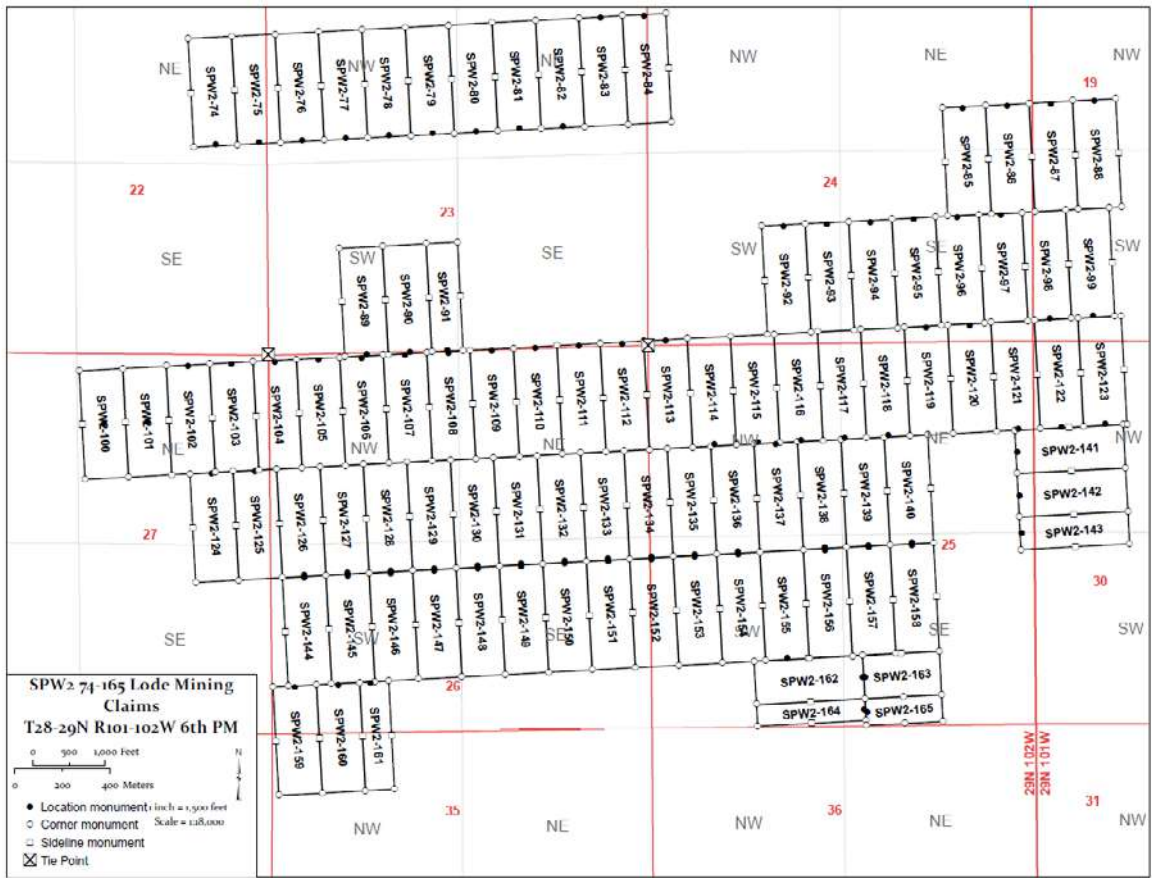 NE
NW
NE
NW
NE
NW
SPW2-74
SPW2-75
SPW2-76
SPW2-77
SPW2-78
SPW2-79
SPW2-80
SPW2-81
SPW2-82
SPW2-83
SPW2-84
19
SPW2-85
SPW2-86
SPW2-87
SPW2-88
22
23
24
SE
SW
SE
SW
SE
SW
SPW2-89
SPW2-90
SPW2-91
SPW2-92
SPW2-93
SPW2-94
SPW2-95
SPW2-96
SPW2-97
SPW2-98
SPW2-99
SPW2-100
SPW2-101
SPW2-102
SPW2-103
SPW2-104
SPW2-105
SPW2-106
SPW2-107
SPW2-108
SPW2-109
SPW2-110
SPW2-111
SPW2-112
SPW2-113
SPW2-114
SPW2-115
SPW2-116
SPW2-117
SPW2-118
SPW2-119
SPW2-120
SPW2-121
SPW2-122
SPW2-123
NE
NW
NE
NW
NE
NW
SPW2-141
SPW2-142
SPW2-143
SPW2-124
SPW2-125
SPW2-126
SPW2-127
SPW2-128
SPW2-129
SPW2-130
SPW2-131
SPW2-132
SPW2-133
SPW2-134
SPW2-135
SPW2-136
SPW2-137
SPW2-138
SPW2-139
SPW2-140
27
25
30
SE
SW
SE
SW
SE
SW
SPW2-144
SPW2-145
SPW2-146
SPW2-147
SPW2-148
SPW2-149
SPW2-150
SPW2-151
SPW2-152
SPW2-153
SPW2-154
SPW2-155
SPW2-156
SPW2-157
SPW2-158
SPW2-162
SPW2-163
SPW2-164
SPW2-165
26
SPW2-159
SPW2-160
SPW2-161
29N 102W
29N 101W
35
36
31
NW
NE
NW
NE
NW
SPW2 74-165 Lode Mining
Claims
T28-29N R101-102W 6th PM
0 500 1,000 Feet
N
0 200 400 Meters
Location monument 1 inch = 1,500 feet
Corner monument Scale = 1:18,000
Sideline monument
Tie Point